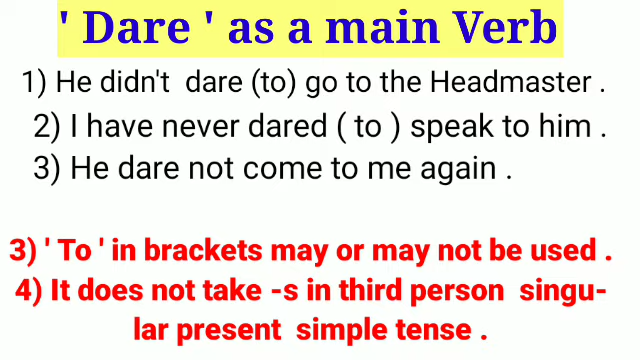 ' Dare ' as a main Verb
1) He didn't dare (to) go to the Headmaster .
2) I have never dared ( to ) speak to him .
3) He dare not come to me again .
3) ' To ' in brackets may or may not be used .
4) It does not take -s in third person singu-
lar present simple tense .